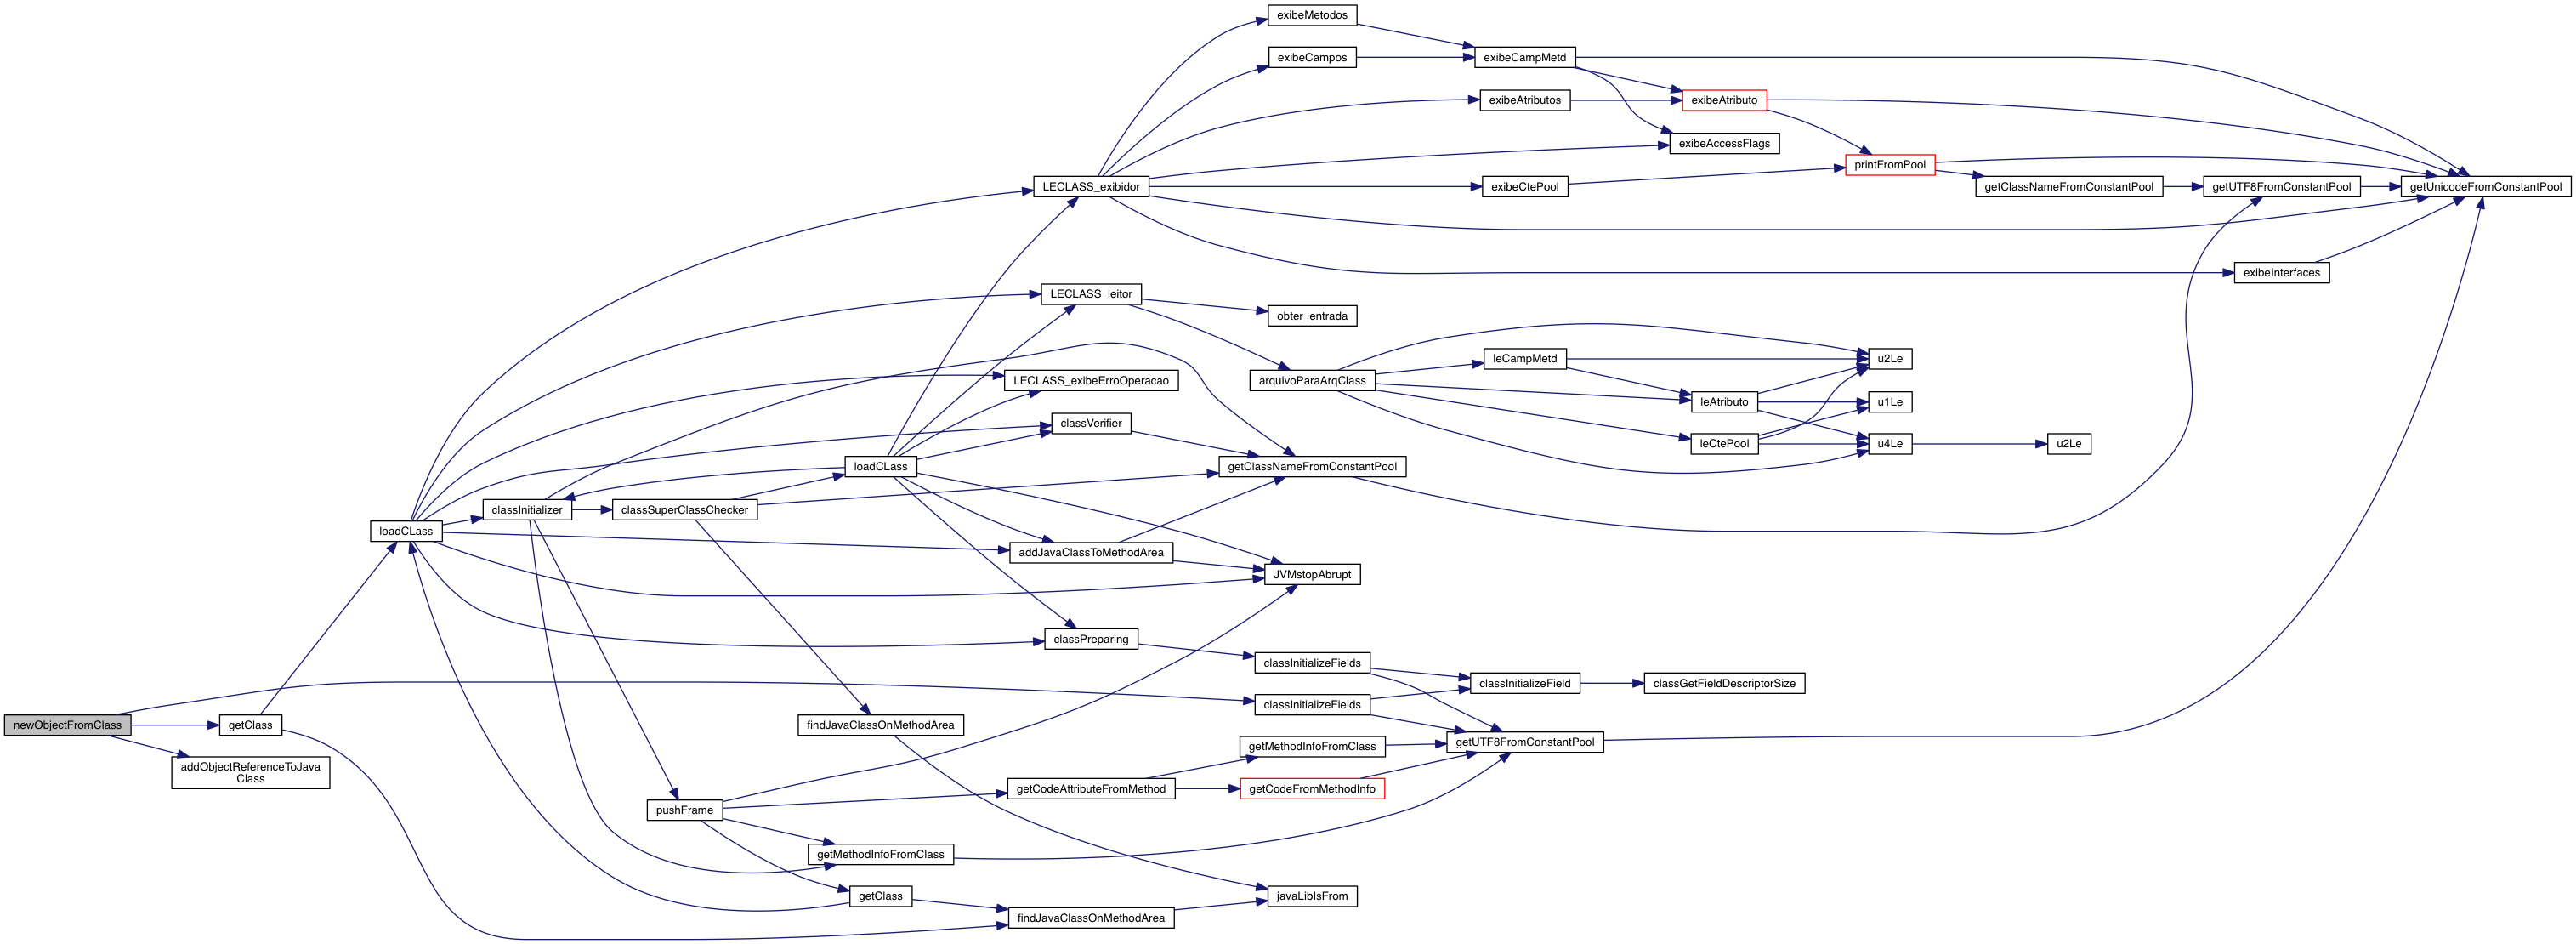 exibeMetodos
exibeCampos
exibeCampMetd
exibeAtributos
exibeAtributo
exibeAccessFlags
printFromPool
LECLASS_exibidor
exibeCtePool
getClassNameFromConstantPool
getUTF8FromConstantPool
getUnicodeFromConstantPool
exibeInterfaces
LECLASS_leitor
obter_entrada
leCampMetd
u2Le
LECLASS_exibeErroOperacao
arquivoParaArqClass
leAtributo
u1Le
classVerifier
leCtePool
u4Le
u2Le
loadCLass
getClassNameFromConstantPool
classInitializer
classSuperClassChecker
loadCLass
addJavaClassToMethodArea
JVMstopAbrupt
classPreparing
classInitializeFields
classInitializeField
classGetFieldDescriptorSize
classInitializeFields
newObjectFromClass
getClass
findJavaClassOnMethodArea
getUTF8FromConstantPool
getMethodInfoFromClass
addObjectReferenceToJava
Class
getCodeAttributeFromMethod
getCodeFromMethodInfo
pushFrame
getMethodInfoFromClass
getClass
javaLibIsFrom
findJavaClassOnMethodArea